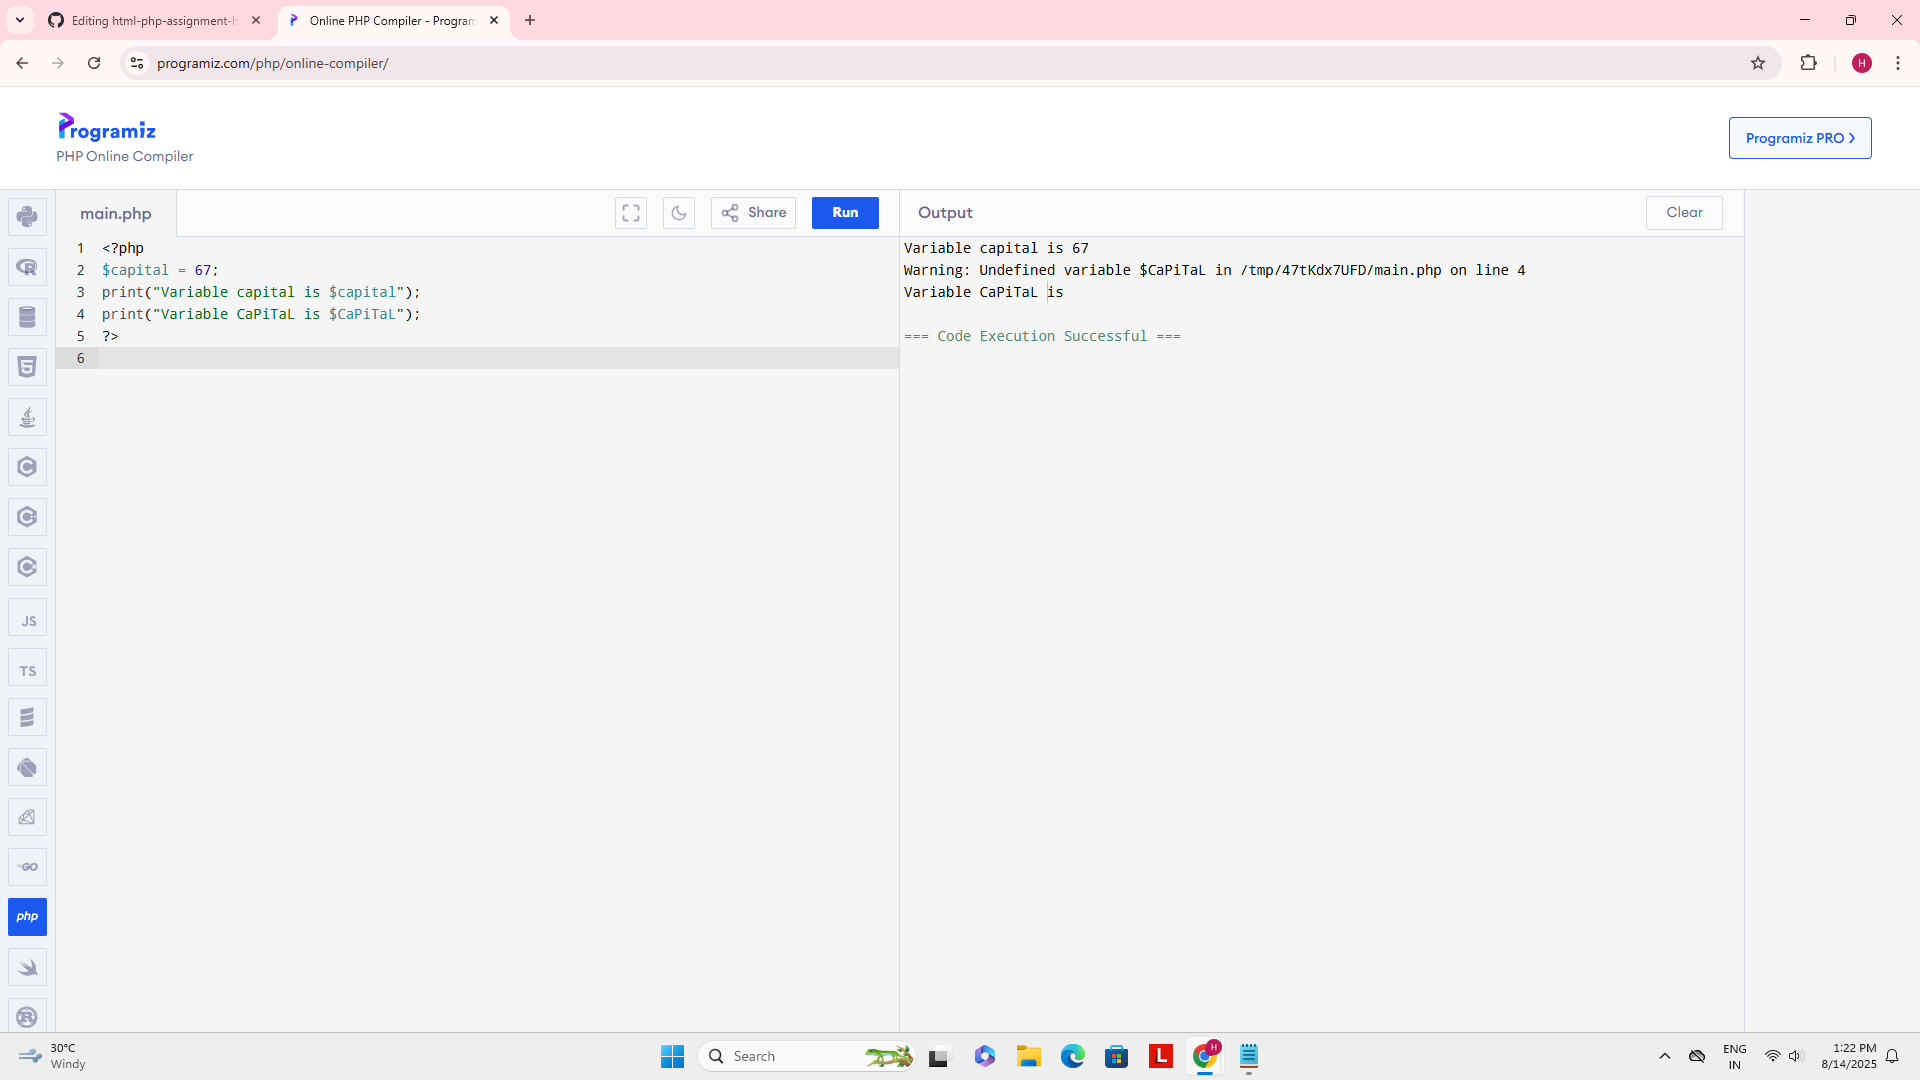 Editing html-php-assignment-h
Online PHP Compiler - Program
programiz.com/php/online-compiler/
H
Programiz
PHP Online Compiler
Programiz PRO
main.php
Share
Run
Output
Clear
1 <?php
2 $capital = 67;
3 print("Variable capital is $capital");
4 print("Variable CaPiTaL is $CaPiTaL");
5 ?>
6
Variable capital is 67
Warning: Undefined variable $CaPiTaL in /tmp/47tKdx7UFD/main.php on line 4
Variable CaPiTaL is
=== Code Execution Successful ===
JS
TS
GO
php
30°C
Windy
Search
L
H
ENG
IN
1:22 PM
8/14/2025